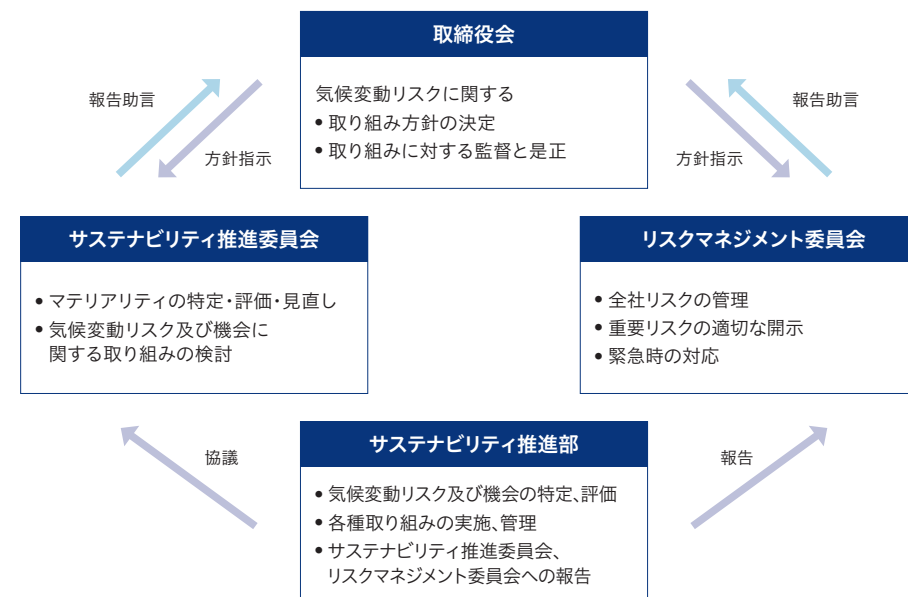 取締役会
気候変動リスクに関する
• 取り組み方針の決定
• 取り組みに対する監督と是正
報告助言
方針指示
方針指示
報告助言
サステナビリティ推進委員会
• マテリアリティの特定・評価・見直し
• 気候変動リスク及び機会に
関する取り組みの検討
リスクマネジメント委員会
• 全社リスクの管理
• 重要リスクの適切な開示
• 緊急時の対応
協議
報告
サステナビリティ推進部
• 気候変動リスク及び機会の特定、評価
• 各種取り組みの実施、管理
• サステナビリティ推進委員会、
リスクマネジメント委員会への報告